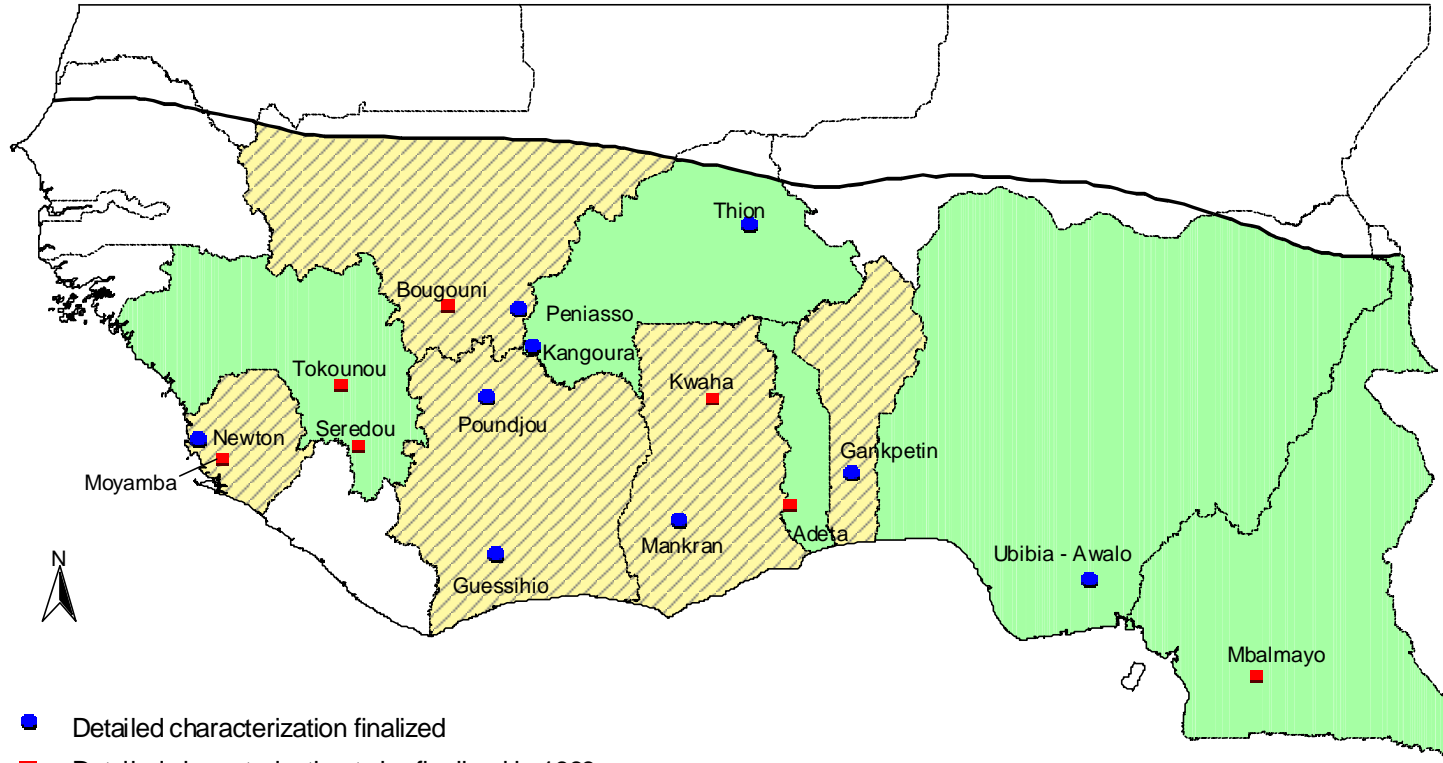 Thion
Bougouni
Peniasso
Kangoura
Tokounou
Kwaha
Poundjou
Seredou
Newton
Gankpetin
Moyamba
Adeta
Mankran
Ubibia - Awalo
N
Guessihio
Mbalmayo
Detailed characterization finalized